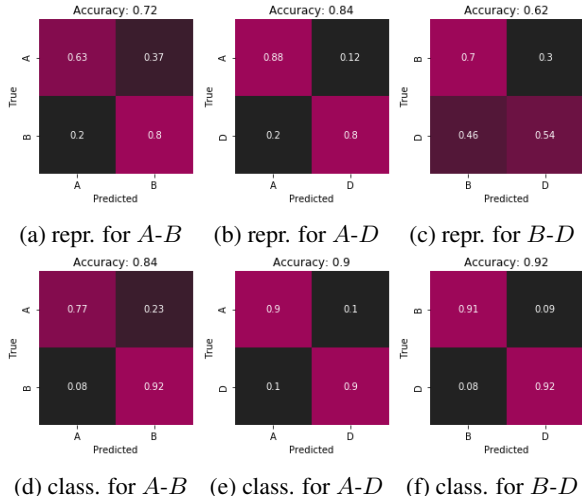 Accuracy: 0.72
A
0.63
0.37
True
B
0.2
0.8
A
B
Predicted
(a) repr. for A-B
Accuracy: 0.84
A
0.88
0.12
True
D
0.2
0.8
A
D
Predicted
(b) repr. for A-D
Accuracy: 0.62
B
0.7
0.3
True
D
0.46
0.54
B
D
Predicted
(c) repr. for B-D
Accuracy: 0.84
A
0.77
0.23
True
B
0.08
0.92
A
B
Predicted
(d) class. for A-B
Accuracy: 0.9
A
0.9
0.1
True
D
0.1
0.9
A
D
Predicted
(e) class. for A-D
Accuracy: 0.92
B
0.91
0.09
True
D
0.08
0.92
B
D
Predicted
(f) class. for B-D